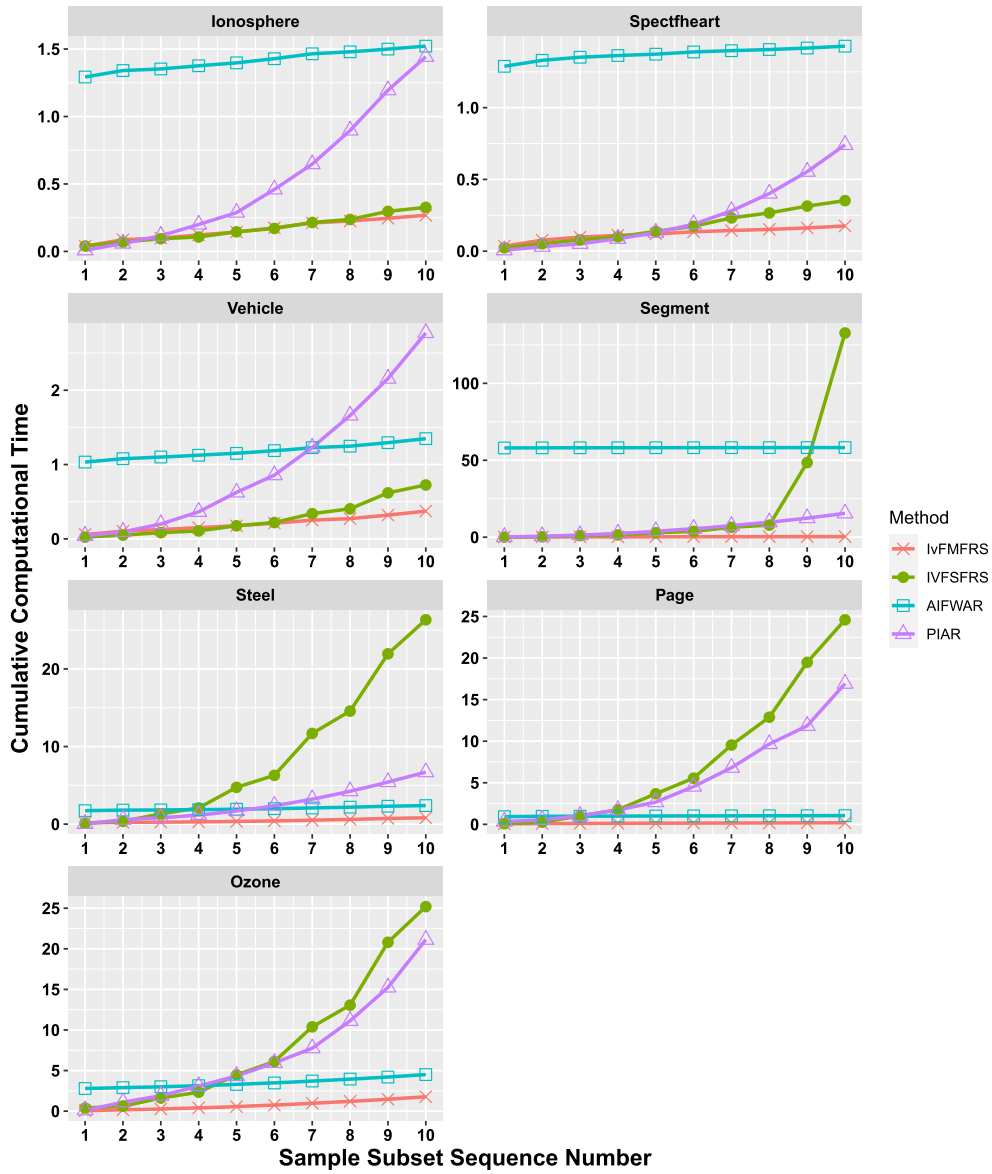 Ionosphere
Spectfheart
1.5
1.0
0.5
0.0
1.0
0.5
0.0
1 2 3 4 5 6 7 8 9 10
1 2 3 4 5 6 7 8 9 10
Vehicle
Segment
2
1
0
100
50
0
1 2 3 4 5 6 7 8 9 10
1 2 3 4 5 6 7 8 9 10
Steel
Page
20
10
0
25
20
15
10
5
0
1 2 3 4 5 6 7 8 9 10
1 2 3 4 5 6 7 8 9 10
Ozone
25
20
15
10
5
0
1 2 3 4 5 6 7 8 9 10
Cumulative Computational Time
Sample Subset Sequence Number
Method
IvFMFRS
IVFSFRS
AIFWAR
PIAR